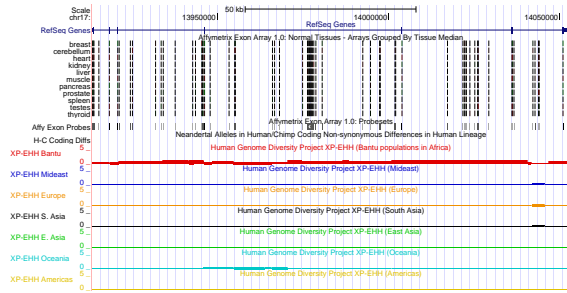 Scale 50 kb
chr17: 13950000 14000000 14050000
RefSeq Genes
RefSeq Genes
Affymetrix Exon Array 1.0: Normal Tissues - Arrays Grouped By Tissue Median
breast
cerebellum
heart
kidney
liver
muscle
pancreas
prostate
spleen
testes
thyroid
Affymetrix Exon Array 1.0: Probesets
Affy Exon Probes
Neandertal Alleles in Human/Chimp Coding Non-synonymous Differences in Human Lineage
H-C Coding Diffs
Human Genome Diversity Project XP-EHH (Bantu populations in Africa)
5 _
XP-EHH Bantu
0 _
Human Genome Diversity Project XP-EHH (Mideast)
5 _
XP-EHH Mideast
0 _
Human Genome Diversity Project XP-EHH (Europe)
5 _
XP-EHH Europe
0 _
Human Genome Diversity Project XP-EHH (South Asia)
5 _
XP-EHH S. Asia
0 _
Human Genome Diversity Project XP-EHH (East Asia)
5 _
XP-EHH E. Asia
0 _
Human Genome Diversity Project XP-EHH (Oceania)
5 _
XP-EHH Oceania
0 _
Human Genome Diversity Project XP-EHH (Americas)
5 _
XP-EHH Americas
0 _